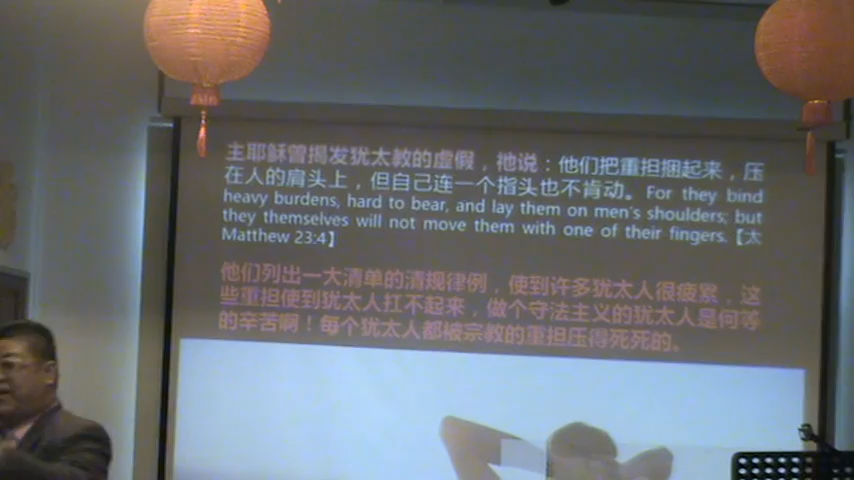 主耶稣曾揭发犹太教的虚假，祂说：他们把重担捆起来，压
在人的肩头上，但自己连一个指头也不肯动。For they bind
heavy burdens, hard to bear, and lay them on men's shoulders; but
they themselves will not move them with one of their fingers.【太
Matthew 23:4】
他们列出一大清单的清规律例，使到许多犹太人很疲累，这
些重担使到犹太人扛不起来，做个守法主义的犹太人是何等
的辛苦啊！每个犹太人都被宗教的重担压得死死的。